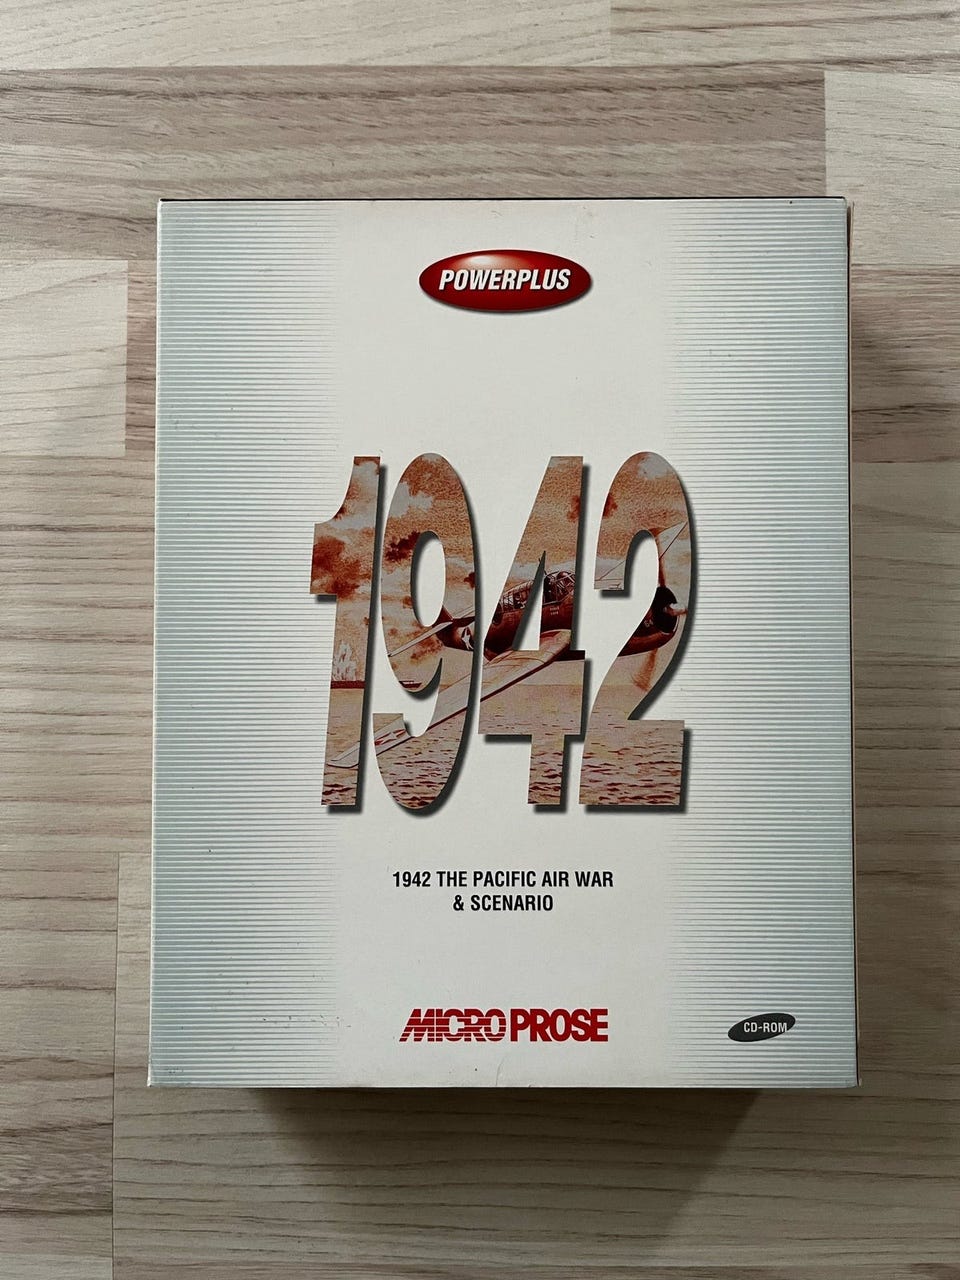 POWERPLUS
1942
1942 THE PACIFIC AIR WAR
& SCENARIO
MICROPROSE
CD-ROM